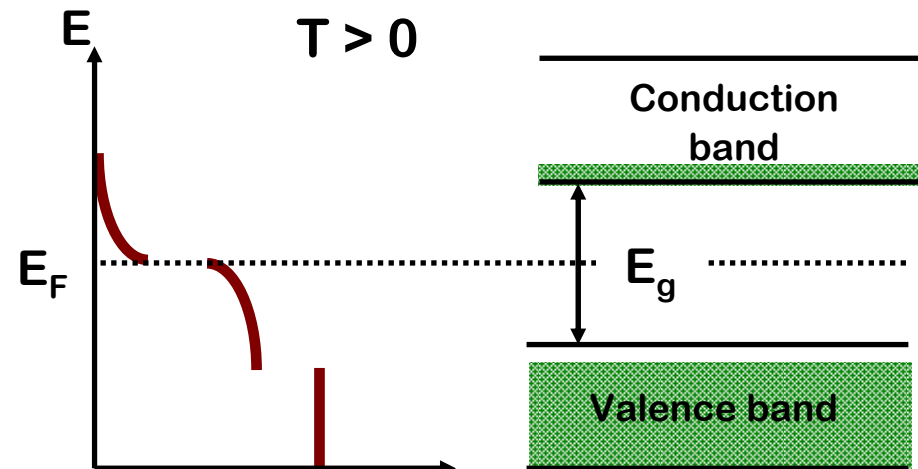 E
T > 0
Conduction
band
E_F
E_g
Valence band